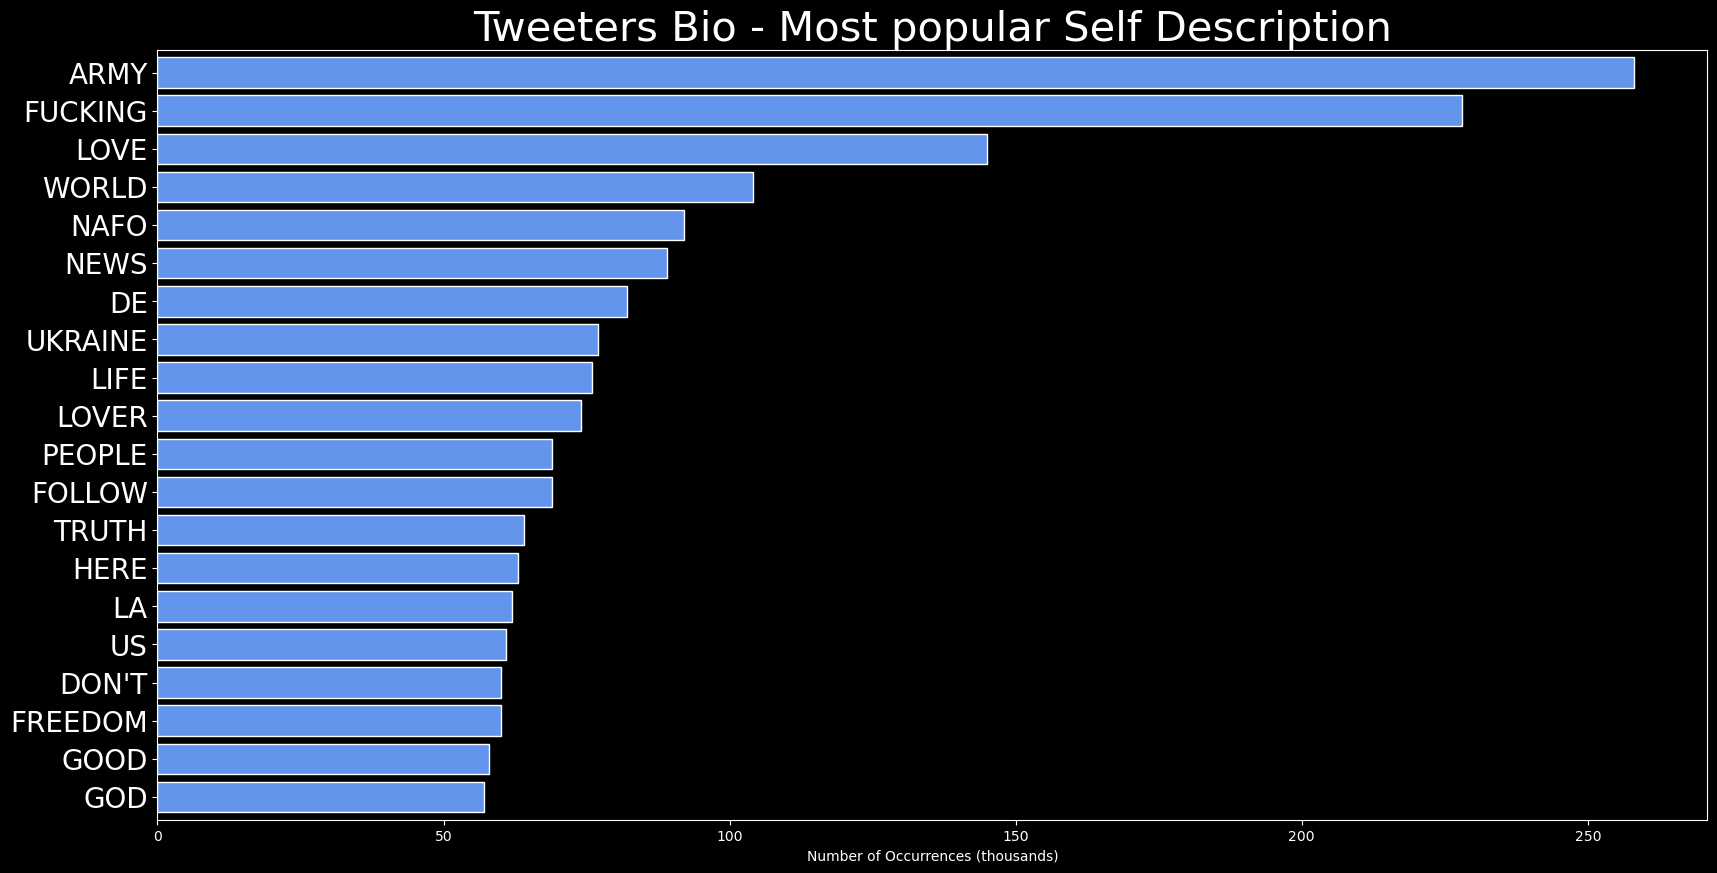 Tweeters Bio - Most popular Self Description
ARMY
FUCKING
LOVE
WORLD
NAFO
NEWS
DE
UKRAINE
LIFE
LOVER
PEOPLE
FOLLOW
TRUTH
HERE
LA
US
DON'T
FREEDOM
GOOD
GOD
0 50 100 150 200 250
Number of Occurrences (thousands)